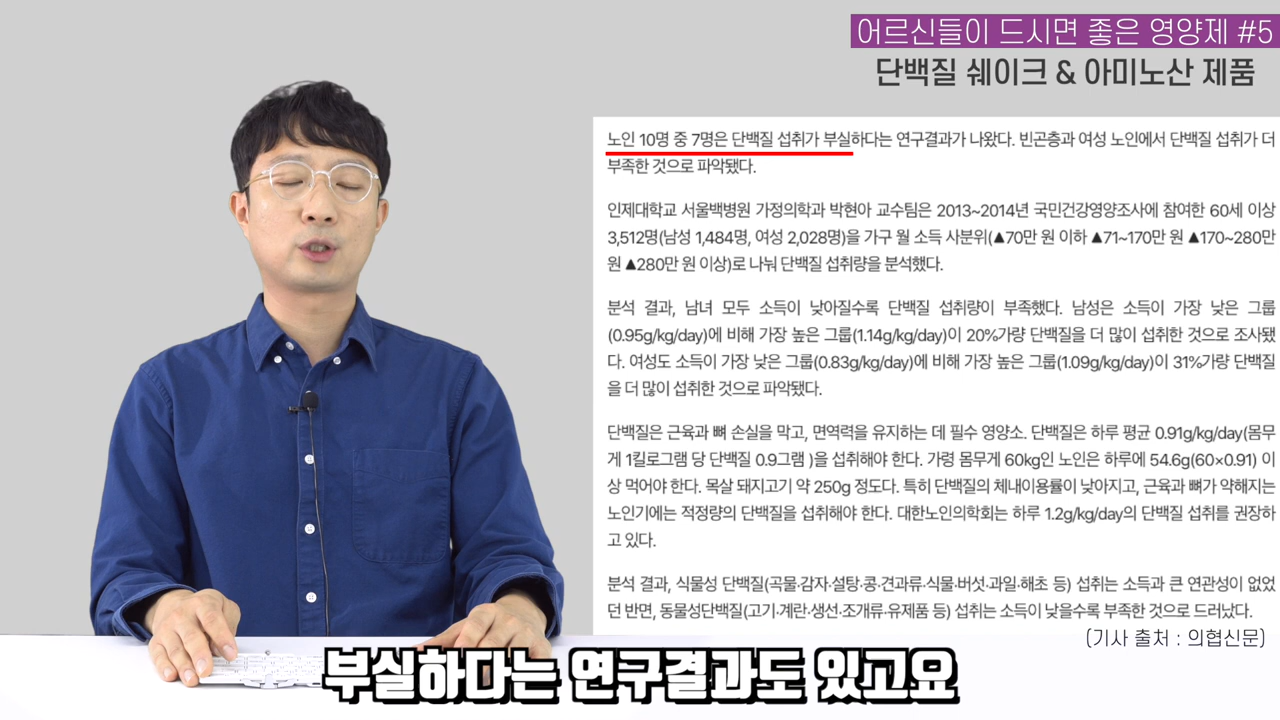 어르신들이 드시면 좋은 영양제 #5
단백질 쉐이크 & 아미노산 제품
노인 10명 중 7명은 단백질 섭취가 부실하다는 연구결과가 나왔다. 빈곤층과 여성 노인에서 단백질 섭취가 더
부족한 것으로 파악됐다.
인제대학교 서울백병원 가정의학과 박현아 교수팀은 2013~2014년 국민건강영양조사에 참여한 60세 이상
3,512명(남성 1,484명, 여성 2,028명)을 가구 월 소득 사분위(▲70만 원 이하 ▲71~170만 원 ▲170~280만
원 ▲280만 원 이상)로 나눠 단백질 섭취량을 분석했다.
분석 결과, 남녀 모두 소득이 낮아질수록 단백질 섭취량이 부족했다. 남성은 소득이 가장 낮은 그룹
(0.95g/kg/day)에 비해 가장 높은 그룹(1.14g/kg/day)이 20%가량 단백질을 더 많이 섭취한 것으로 조사됐
다. 여성도 소득이 가장 낮은 그룹(0.83g/kg/day)에 비해 가장 높은 그룹(1.09g/kg/day)이 31%가량 단백질
을 더 많이 섭취한 것으로 파악됐다.
단백질은 근육과 뼈 손실을 막고, 면역력을 유지하는 데 필수 영양소. 단백질은 하루 평균 0.91g/kg/day(몸무
게 1킬로그램 당 단백질 0.9그램 )을 섭취해야 한다. 가령 몸무게 60kg인 노인은 하루에 54.6g(60×0.91) 이
상 먹어야 한다. 목살 돼지고기 약 250g 정도다. 특히 단백질의 체내이용률이 낮아지고, 근육과 뼈가 약해지는
노인기에는 적정량의 단백질을 섭취해야 한다. 대한노인의학회는 하루 1.2g/kg/day의 단백질 섭취를 권장하
고 있다.
분석 결과, 식물성 단백질(곡물·감자·설탕·콩·견과류·식물·버섯·과일·해초 등) 섭취는 소득과 큰 연관성이 없었
던 반면, 동물성단백질(고기·계란·생선·조개류·유제품 등) 섭취는 소득이 낮을수록 부족한 것으로 드러났다.
(기사 출처 : 의협신문)
부실하다는 연구결과도 있고요